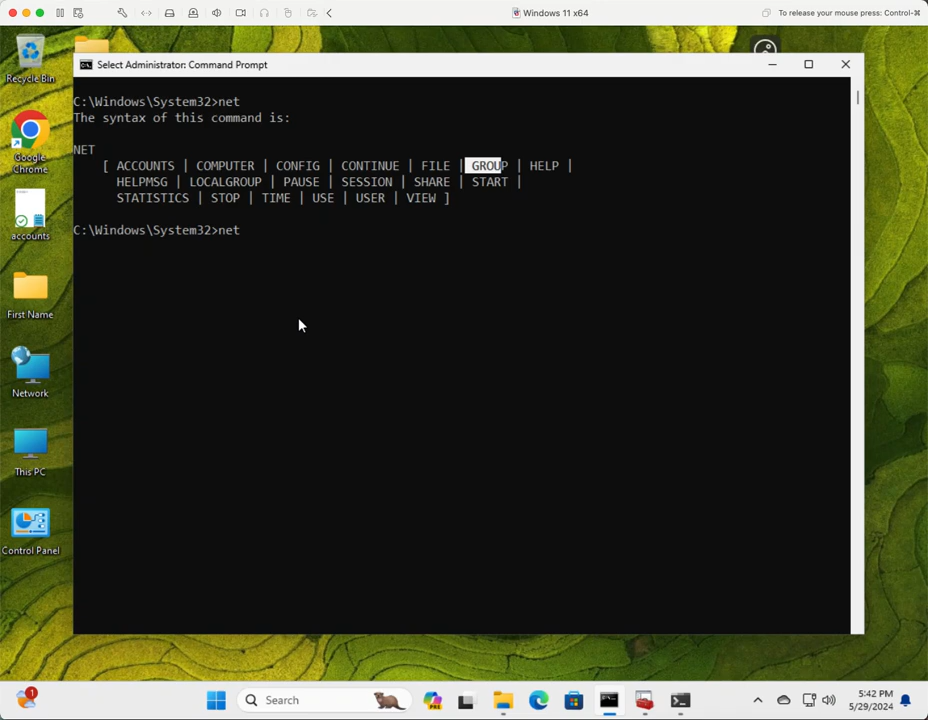 Windows 11 x64
To release your mouse press: Control-⌘
Recycle Bin
Google
Chrome
accounts
First Name
Network
This PC
Control Panel
Select Administrator: Command Prompt
C:\Windows\System32>net
The syntax of this command is:
NET
[ ACCOUNTS | COMPUTER | CONFIG | CONTINUE | FILE | GROUP | HELP |
HELPMSG | LOCALGROUP | PAUSE | SESSION | SHARE | START |
STATISTICS | STOP | TIME | USE | USER | VIEW ]
C:\Windows\System32>net
1
Search
PRE
5:42 PM
5/29/2024